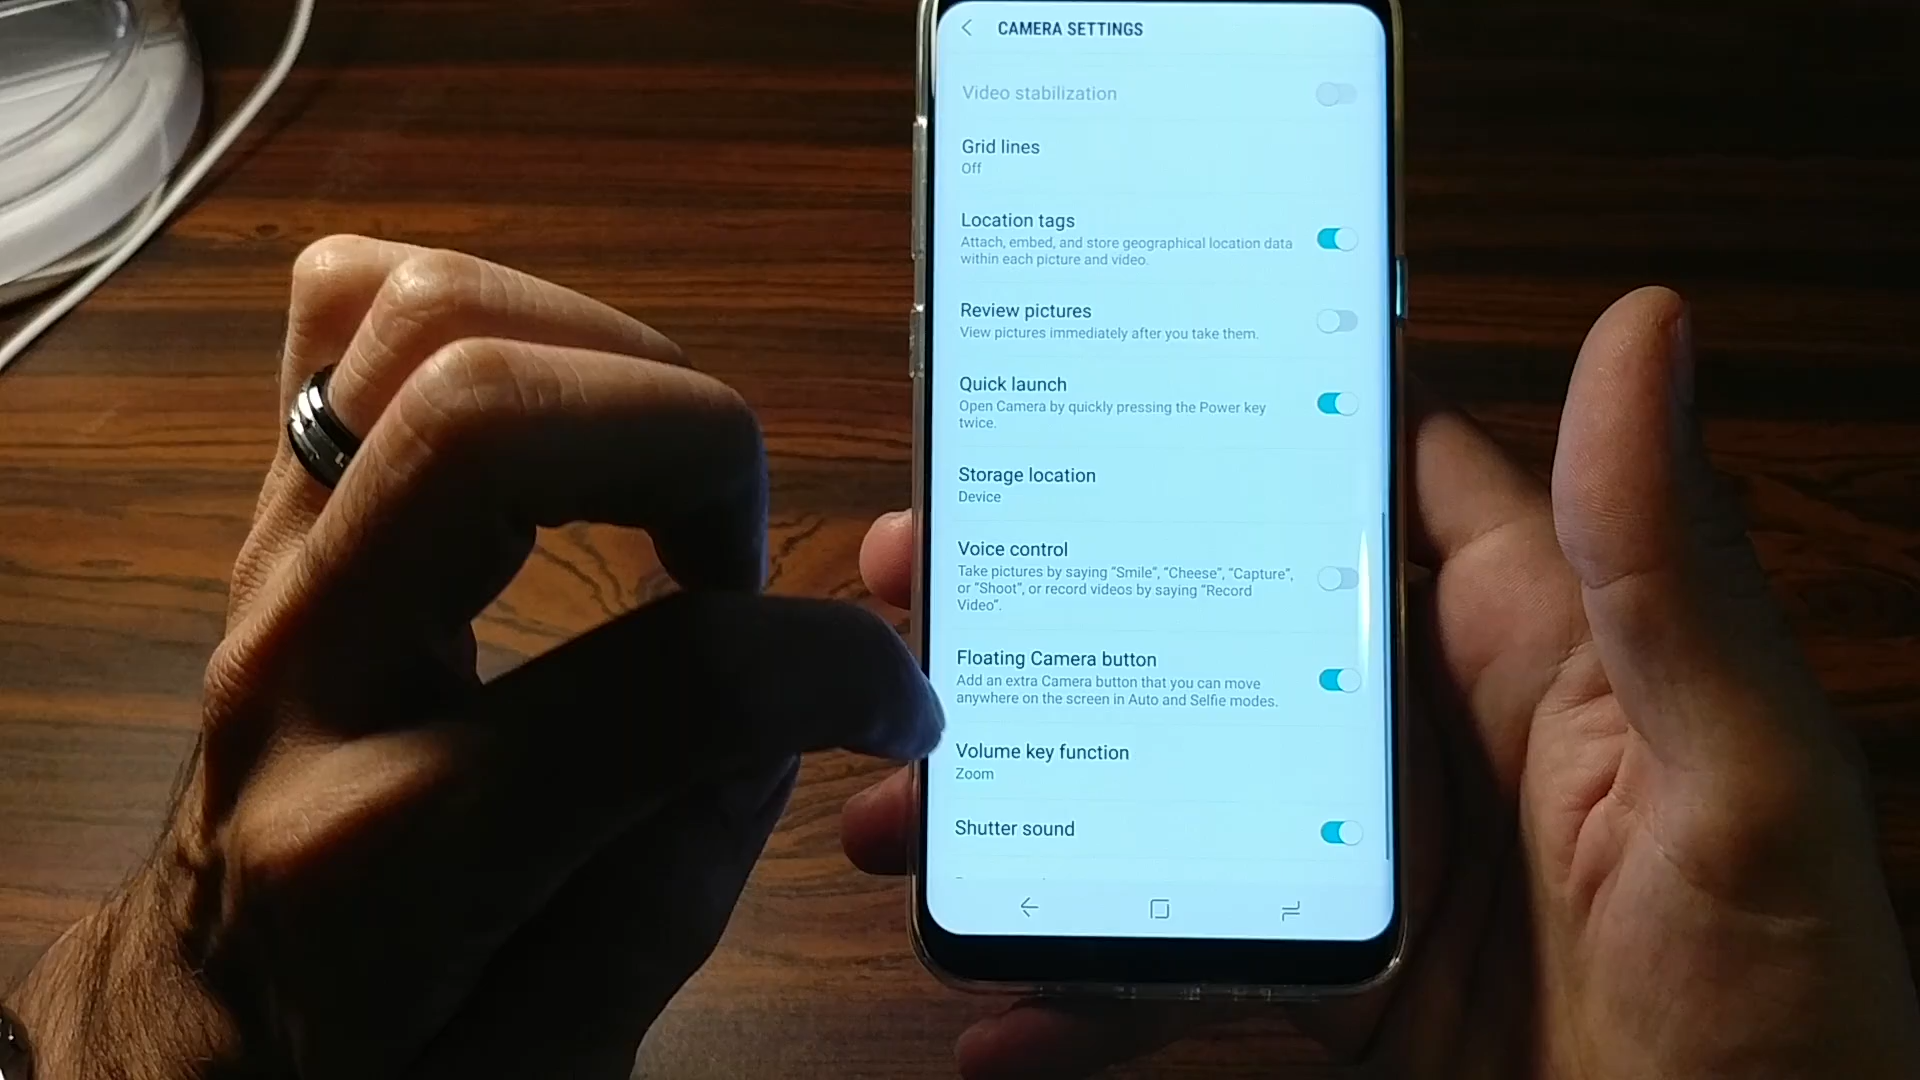 CAMERA SETTINGS
Video stabilization
Grid lines
Off
Location tags
Attach, embed, and store geographical location data
within each picture and video.
Review pictures
View pictures immediately after you take them.
Quick launch
Open Camera by quickly pressing the Power key
twice.
Storage location
Device
Voice control
Take pictures by saying “Smile”, “Cheese”, “Capture”,
or “Shoot”, or record videos by saying “Record
Video”.
Floating Camera button
Add an extra Camera button that you can move
anywhere on the screen in Auto and Selfie modes.
Volume key function
Zoom
Shutter sound